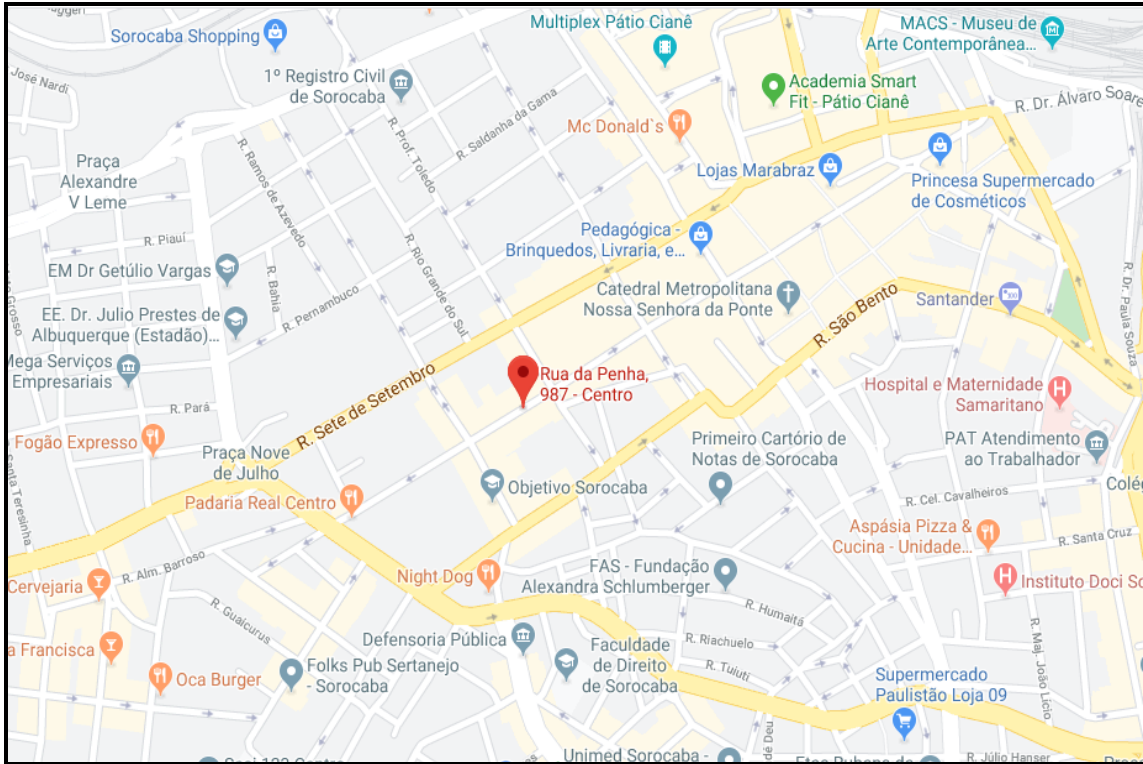 Sorocaba Shopping
Multiplex Pátio Cianê
MACS - Museu de
Arte Contemporânea...
José Nardi
1º Registro Civil
de Sorocaba
Academia Smart
Fit - Pátio Cianê
R. Dr. Álvaro Soare
R. Saldanha da Gama
Mc Donald`s
R. Prof. Toledo
Praça
Alexandre
V Leme
R. Ramos de Azevedo
Lojas Marabraz
Princesa Supermercado
de Cosméticos
R. Piauí
Pedagógica -
Brinquedos, Livraria, e...
EM Dr Getúlio Vargas
R. Bahia
R. Rio Grande do Sul
Catedral Metropolitana
Nossa Senhora da Ponte
R. São Bento
Santander
R. Dr. Paula Souza
R. Pernambuco
EE. Dr. Julio Prestes de
Albuquerque (Estadão)...
Mega Serviços
Empresariais
Rua da Penha,
987 - Centro
R. Sete de Setembro
Hospital e Maternidade
Samaritano
R. Pará
Fogão Expresso
Praça Nove
de Julho
Primeiro Cartório de
Notas de Sorocaba
PAT Atendimento
ao Trabalhador
Santa Teresinha
Padaria Real Centro
Objetivo Sorocaba
R. Cel. Cavalheiros
Colég
Aspásia Pizza &
Cucina - Unidade...
R. Santa Cruz
R. Alm. Barroso
Cervejaria
Night Dog
FAS - Fundação
Alexandra Schlumberger
Instituto Doci So
R. Guaicurus
R. Humaitá
a Francisca
Defensoria Pública
R. Riachuelo
R. Maj. João Lício
Oca Burger
Folks Pub Sertanejo
- Sorocaba
Faculdade
de Direito
de Sorocaba
R. Tuiuti
Supermercado
Paulistão Loja 09
Unimed Sorocaba -
de Deu
R. Júlio Hanser